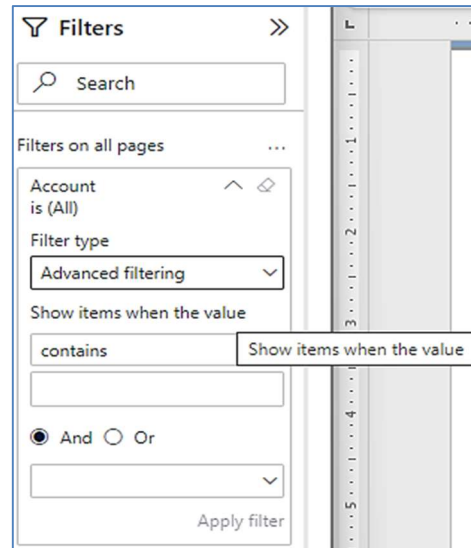 Filters
Search
Filters on all pages ...
Account
is (All)
Filter type
Advanced filtering
Show items when the value
contains
Show items when the value
And Or
Apply filter
1
2
3
4
5